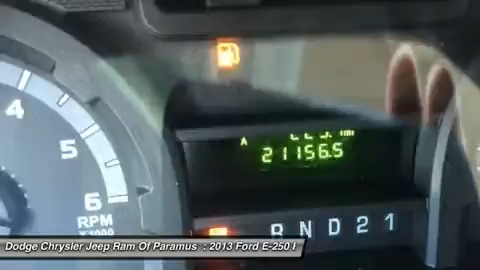 4
5
6
RPM
X1000
A
21156.5
R N D 2 1
Dodge Chrysler Jeep Ram Of Paramus : 2013 Ford E-250 I